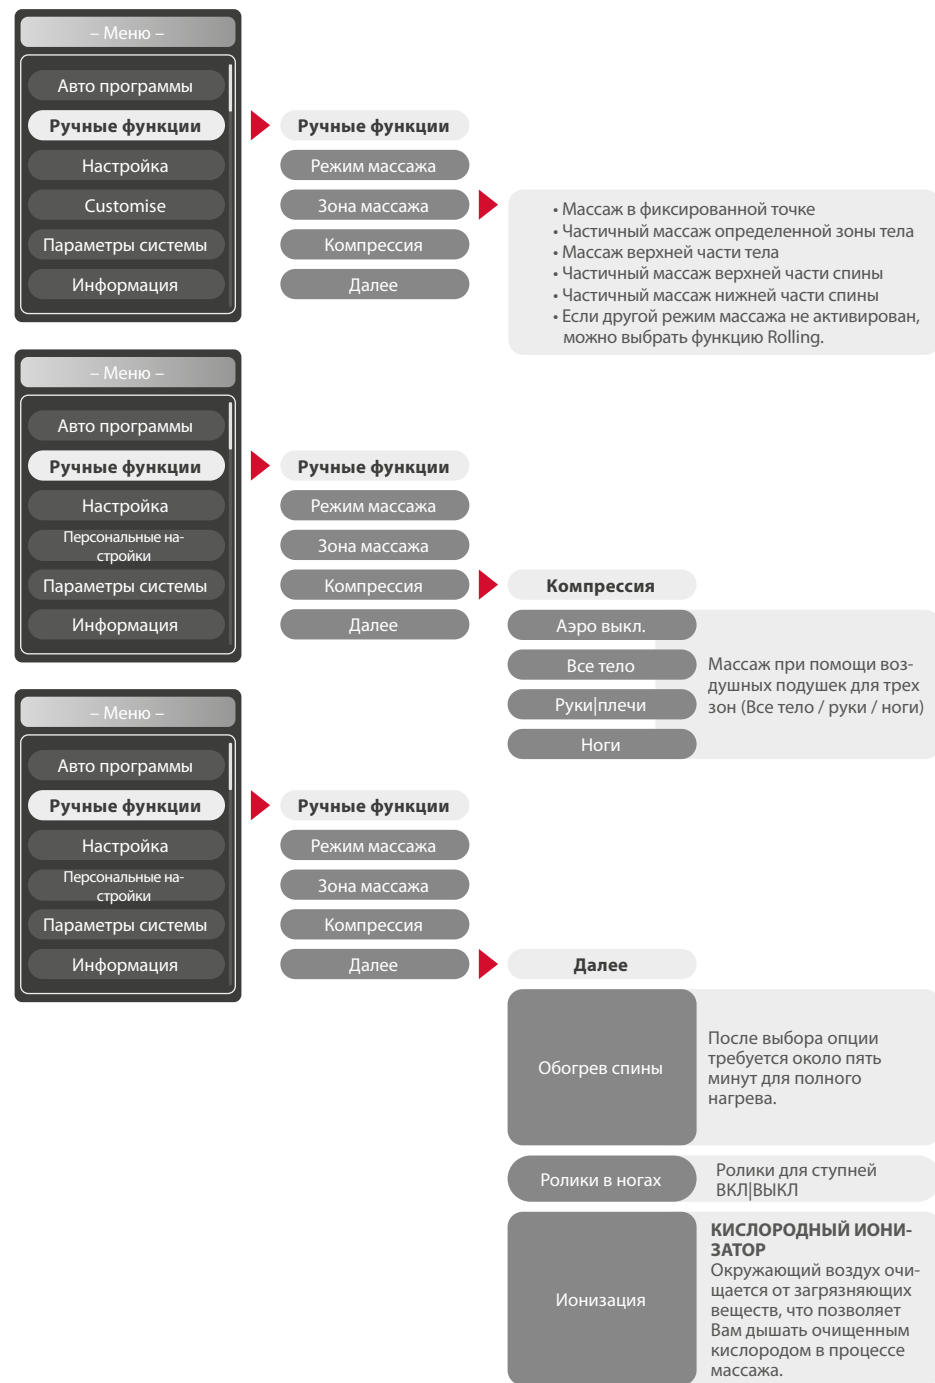 – Меню –
Авто программы
Ручные функции
Настройка
Customise
Параметры системы
Информация
Ручные функции
Режим массажа
Зона массажа
Компрессия
Далее
• Массаж в фиксированной точке
• Частичный массаж определенной зоны тела
• Массаж верхней части тела
• Частичный массаж верхней части спины
• Частичный массаж нижней части спины
• Если другой режим массажа не активирован,
можно выбрать функцию Rolling.
– Меню –
Авто программы
Ручные функции
Настройка
Персональные на-
стройки
Параметры системы
Информация
Ручные функции
Режим массажа
Зона массажа
Компрессия
Далее
Компрессия
Аэро выкл.
Все тело
Руки|плечи
Ноги
Массаж при помощи воз-
душных подушек для трех
зон (Все тело / руки / ноги)
– Меню –
Авто программы
Ручные функции
Настройка
Персональные на-
стройки
Параметры системы
Информация
Ручные функции
Режим массажа
Зона массажа
Компрессия
Далее
Далее
Обогрев спины
После выбора опции
требуется около пять
минут для полного
нагрева.
Ролики в ногах
Ролики для ступней
ВКЛ|ВЫКЛ
Ионизация
КИСЛОРОДНЫЙ ИОНИ-
ЗАТОР
Окружающий воздух очи-
щается от загрязняющих
веществ, что позволяет
Вам дышать очищенным
кислородом в процессе
массажа.